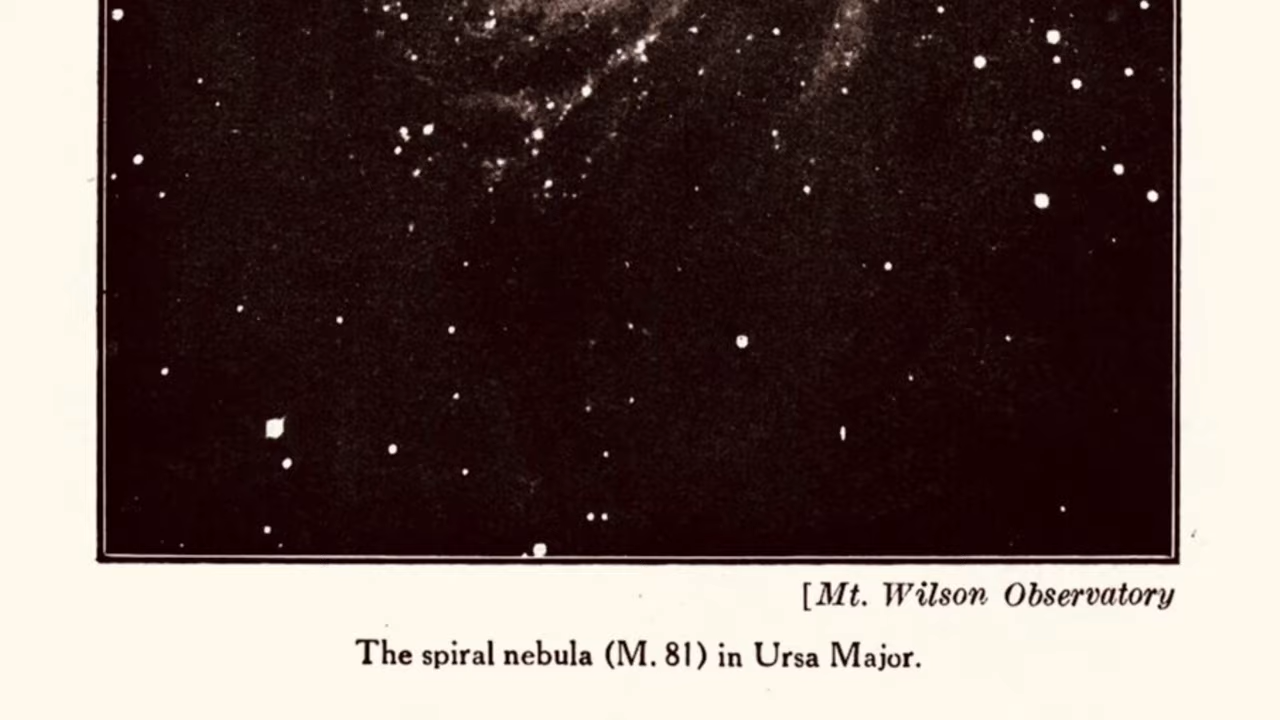 [Mt. Wilson Observatory
The spiral nebula (M. 81) in Ursa Major.